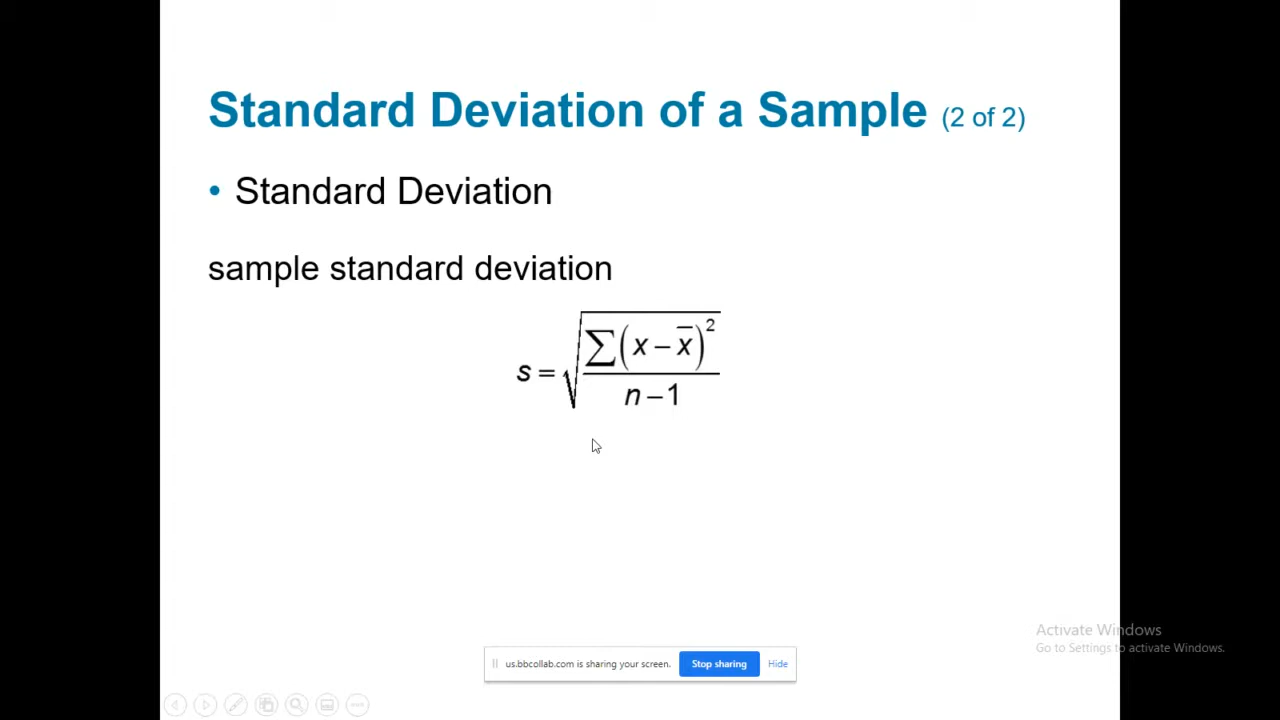 Standard Deviation of a Sample (2 of 2)
• Standard Deviation
sample standard deviation
s = √(∑(x – x̅)² / (n – 1))
Activate Windows
Go to Settings to activate Windows.
us.bbcollab.com is sharing your screen. Stop sharing Hide